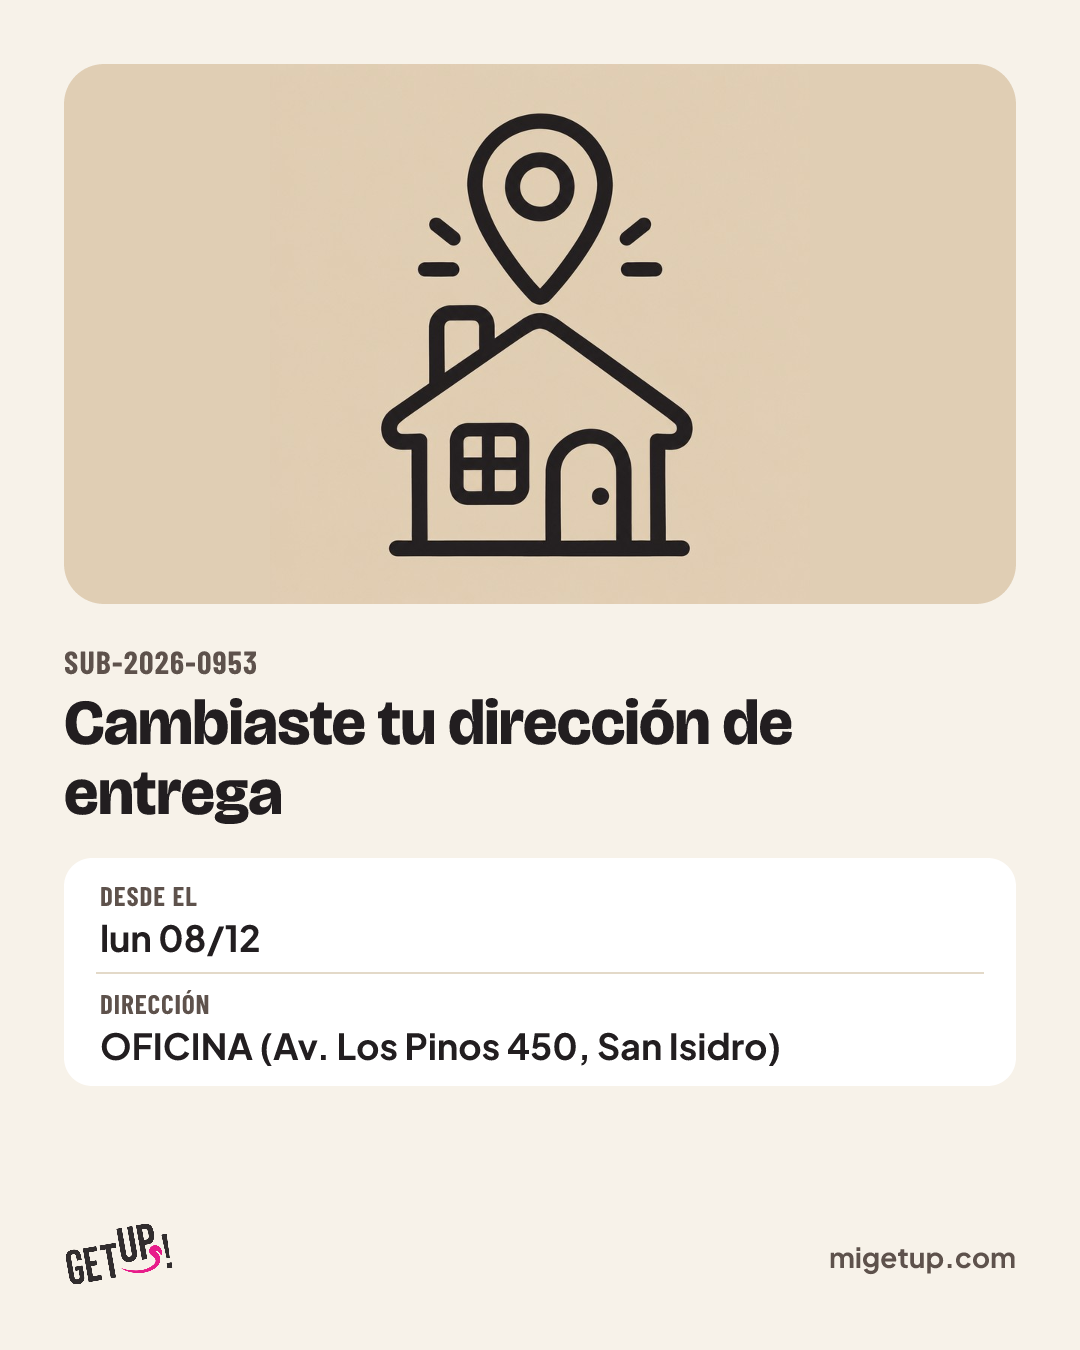 SUB-2026-0953
Cambiaste tu dirección de
entrega
DESDE EL
lun 08/12
DIRECCIÓN
OFICINA (Av. Los Pinos 450, San Isidro)
GETUP!
migetup.com